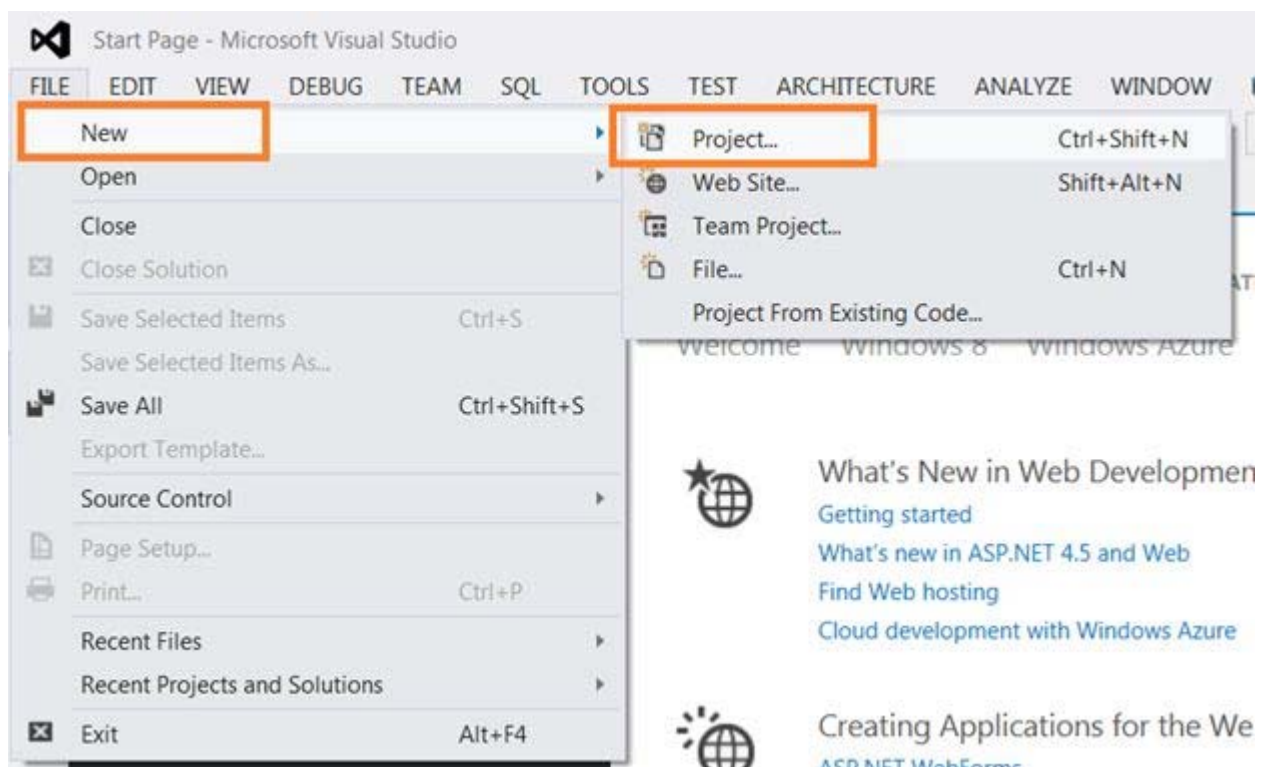 Start Page - Microsoft Visual Studio
FILE EDIT VIEW DEBUG TEAM SQL TOOLS TEST ARCHITECTURE ANALYZE WINDOW
New
Open
Close
Close Solution
Save Selected Items Ctrl+S
Save Selected Items As...
Save All Ctrl+Shift+S
Export Template...
Source Control
Page Setup...
Print... Ctrl+P
Recent Files
Recent Projects and Solutions
Exit Alt+F4
Project... Ctrl+Shift+N
Web Site... Shift+Alt+N
Team Project...
File... Ctrl+N
Project From Existing Code...
Welcome Windows 8 Windows Azure
What's New in Web Developmen
Getting started
What's new in ASP.NET 4.5 and Web
Find Web hosting
Cloud development with Windows Azure
Creating Applications for the We
ASP.NET WebForms